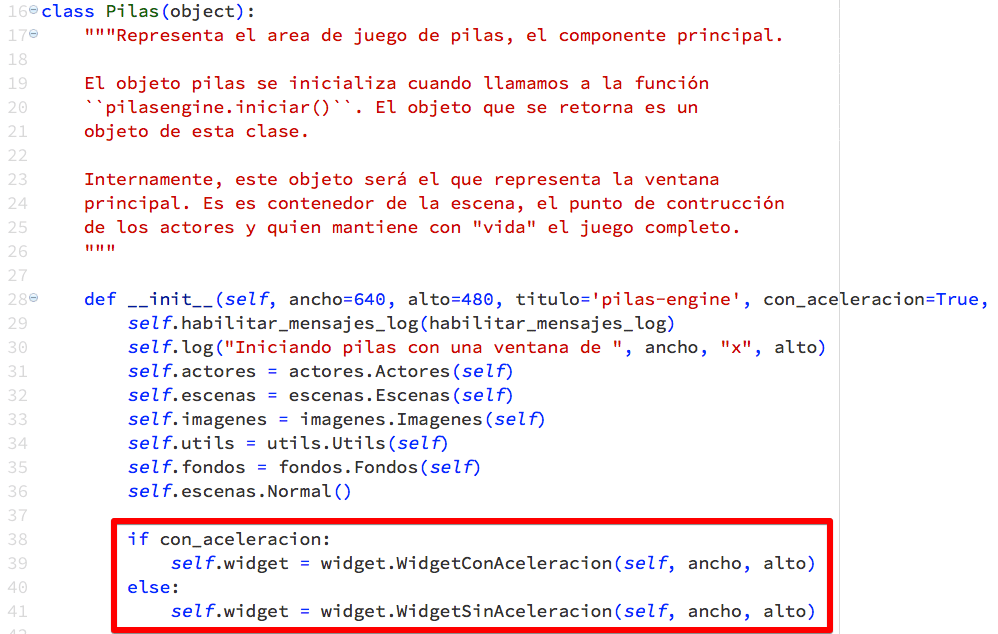 16 class Pilas(object):
17     """Representa el area de juego de pilas, el componente principal.
18
19     El objeto pilas se inicializa cuando llamamos a la función
20     ``pilasengine.iniciar()``. El objeto que se retorna es un
21     objeto de esta clase.
22
23     Internamente, este objeto será el que representa la ventana
24     principal. Es es contenedor de la escena, el punto de contrucción
25     de los actores y quien mantiene con "vida" el juego completo.
26     """
27
28     def __init__(self, ancho=640, alto=480, titulo='pilas-engine', con_aceleracion=True,
29         self.habilitar_mensajes_log(habilitar_mensajes_log)
30         self.log("Iniciando pilas con una ventana de ", ancho, "x", alto)
31         self.actores = actores.Actores(self)
32         self.escenas = escenas.Escenas(self)
33         self.imagenes = imagenes.Imagenes(self)
34         self.utils = utils.Utils(self)
35         self.fondos = fondos.Fondos(self)
36         self.escenas.Normal()
37
38         if con_aceleracion:
39             self.widget = widget.WidgetConAceleracion(self, ancho, alto)
40         else:
41             self.widget = widget.WidgetSinAceleracion(self, ancho, alto)